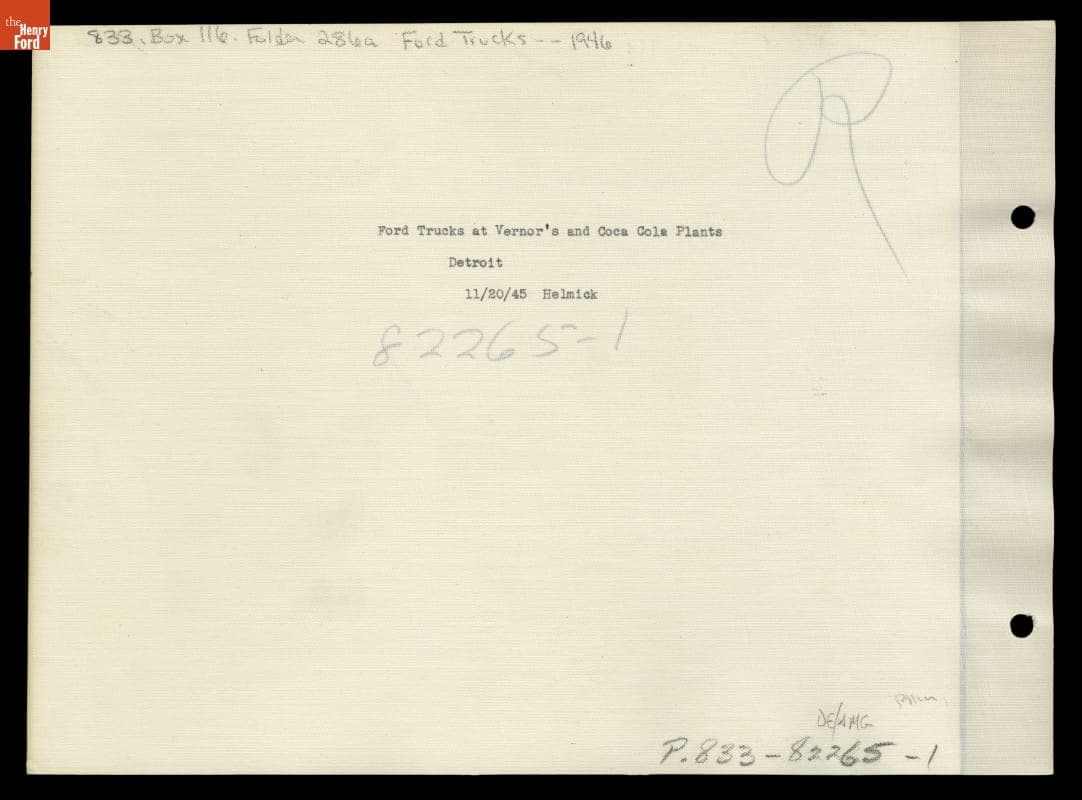 the
Henry
Ford
833. Box 116. Folder 286a Ford Trucks -- 1946
R
Ford Trucks at Vernor's and Coca Cola Plants
Detroit
11/20/45 Helmick
82265-1
DE/AMG
P.833-82265-1